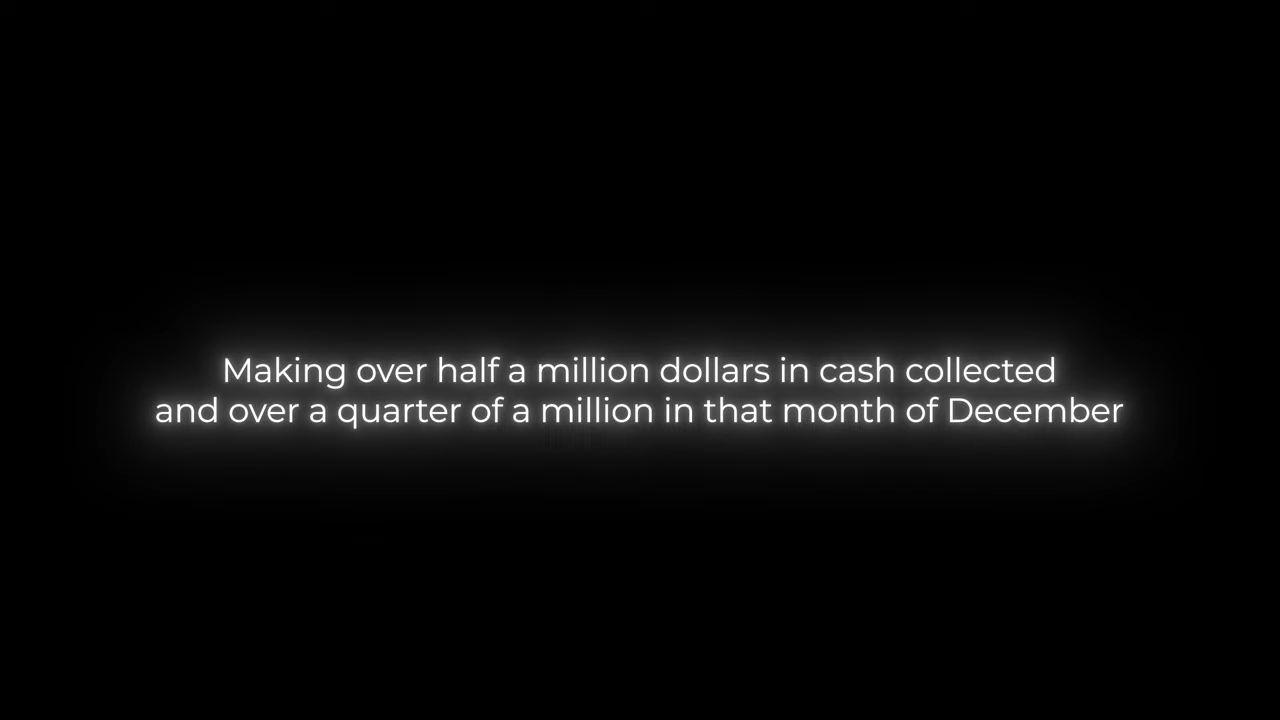 Making over half a million dollars in cash collected
and over a quarter of a million in that month of December